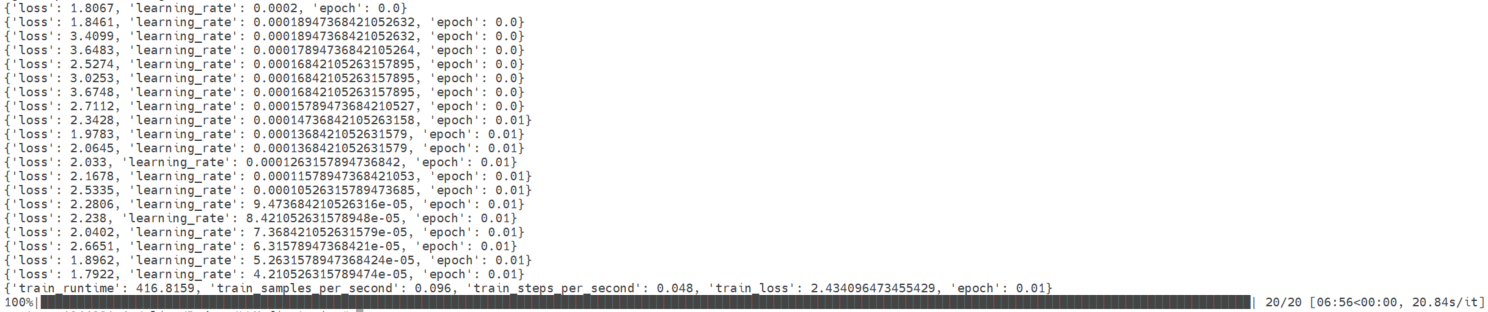 {'loss': 1.8067, 'learning_rate': 0.0002, 'epoch': 0.0}
{'loss': 1.8461, 'learning_rate': 0.00018947368421052632, 'epoch': 0.0}
{'loss': 3.4099, 'learning_rate': 0.00018947368421052632, 'epoch': 0.0}
{'loss': 3.6483, 'learning_rate': 0.00017894736842105264, 'epoch': 0.0}
{'loss': 2.5274, 'learning_rate': 0.00016842105263157895, 'epoch': 0.0}
{'loss': 3.0253, 'learning_rate': 0.00016842105263157895, 'epoch': 0.0}
{'loss': 3.6748, 'learning_rate': 0.00016842105263157895, 'epoch': 0.0}
{'loss': 2.7112, 'learning_rate': 0.00015789473684210527, 'epoch': 0.0}
{'loss': 2.3428, 'learning_rate': 0.00014736842105263158, 'epoch': 0.01}
{'loss': 1.9783, 'learning_rate': 0.0001368421052631579, 'epoch': 0.01}
{'loss': 2.0645, 'learning_rate': 0.0001368421052631579, 'epoch': 0.01}
{'loss': 2.033, 'learning_rate': 0.0001263157894736842, 'epoch': 0.01}
{'loss': 2.1678, 'learning_rate': 0.00011578947368421053, 'epoch': 0.01}
{'loss': 2.5335, 'learning_rate': 0.00010526315789473685, 'epoch': 0.01}
{'loss': 2.2806, 'learning_rate': 9.473684210526316e-05, 'epoch': 0.01}
{'loss': 2.238, 'learning_rate': 8.421052631578948e-05, 'epoch': 0.01}
{'loss': 2.0402, 'learning_rate': 7.368421052631579e-05, 'epoch': 0.01}
{'loss': 2.6651, 'learning_rate': 6.31578947368421e-05, 'epoch': 0.01}
{'loss': 1.8962, 'learning_rate': 5.2631578947368424e-05, 'epoch': 0.01}
{'loss': 1.7922, 'learning_rate': 4.210526315789474e-05, 'epoch': 0.01}
{'train_runtime': 416.8159, 'train_samples_per_second': 0.096, 'train_steps_per_second': 0.048, 'train_loss': 2.434096473455429, 'epoch': 0.01}
100%| | 20/20 [06:56<00:00, 20.84s/it]